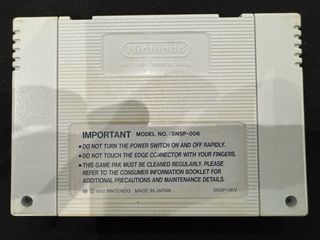 Nintendo
IMPORTANT MODEL NO.: SNSP-006
• DO NOT TURN THE POWER SWITCH ON AND OFF RAPIDLY.
• DO NOT TOUCH THE EDGE CONNECTOR WITH YOUR FINGERS.
• THIS GAME PAK MUST BE CLEANED REGULARLY. PLEASE
REFER TO THE CONSUMER INFORMATION BOOKLET FOR
ADDITIONAL PRECAUTIONS AND MAINTENANCE DETAILS.
© 1992 NINTENDO MADE IN JAPAN SNSP-UKV